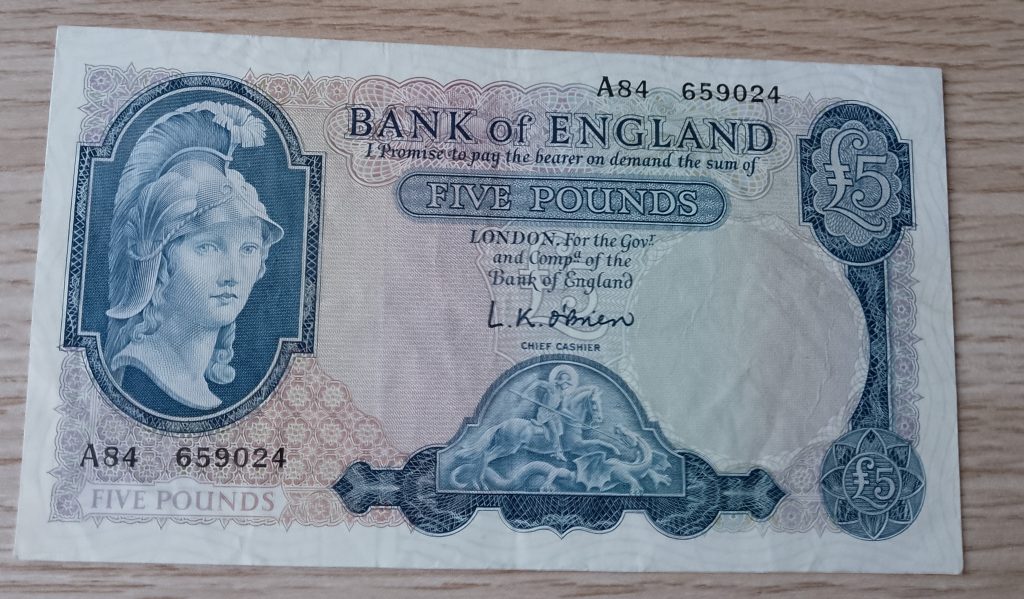 A84 659024
BANK of ENGLAND
I Promise to pay the bearer on demand the sum of
FIVE POUNDS
£5
LONDON. For the Govr
and Compa of the
Bank of England
£5
L.K. O'Brien
CHIEF CASHIER
A84 659024
FIVE POUNDS
£5